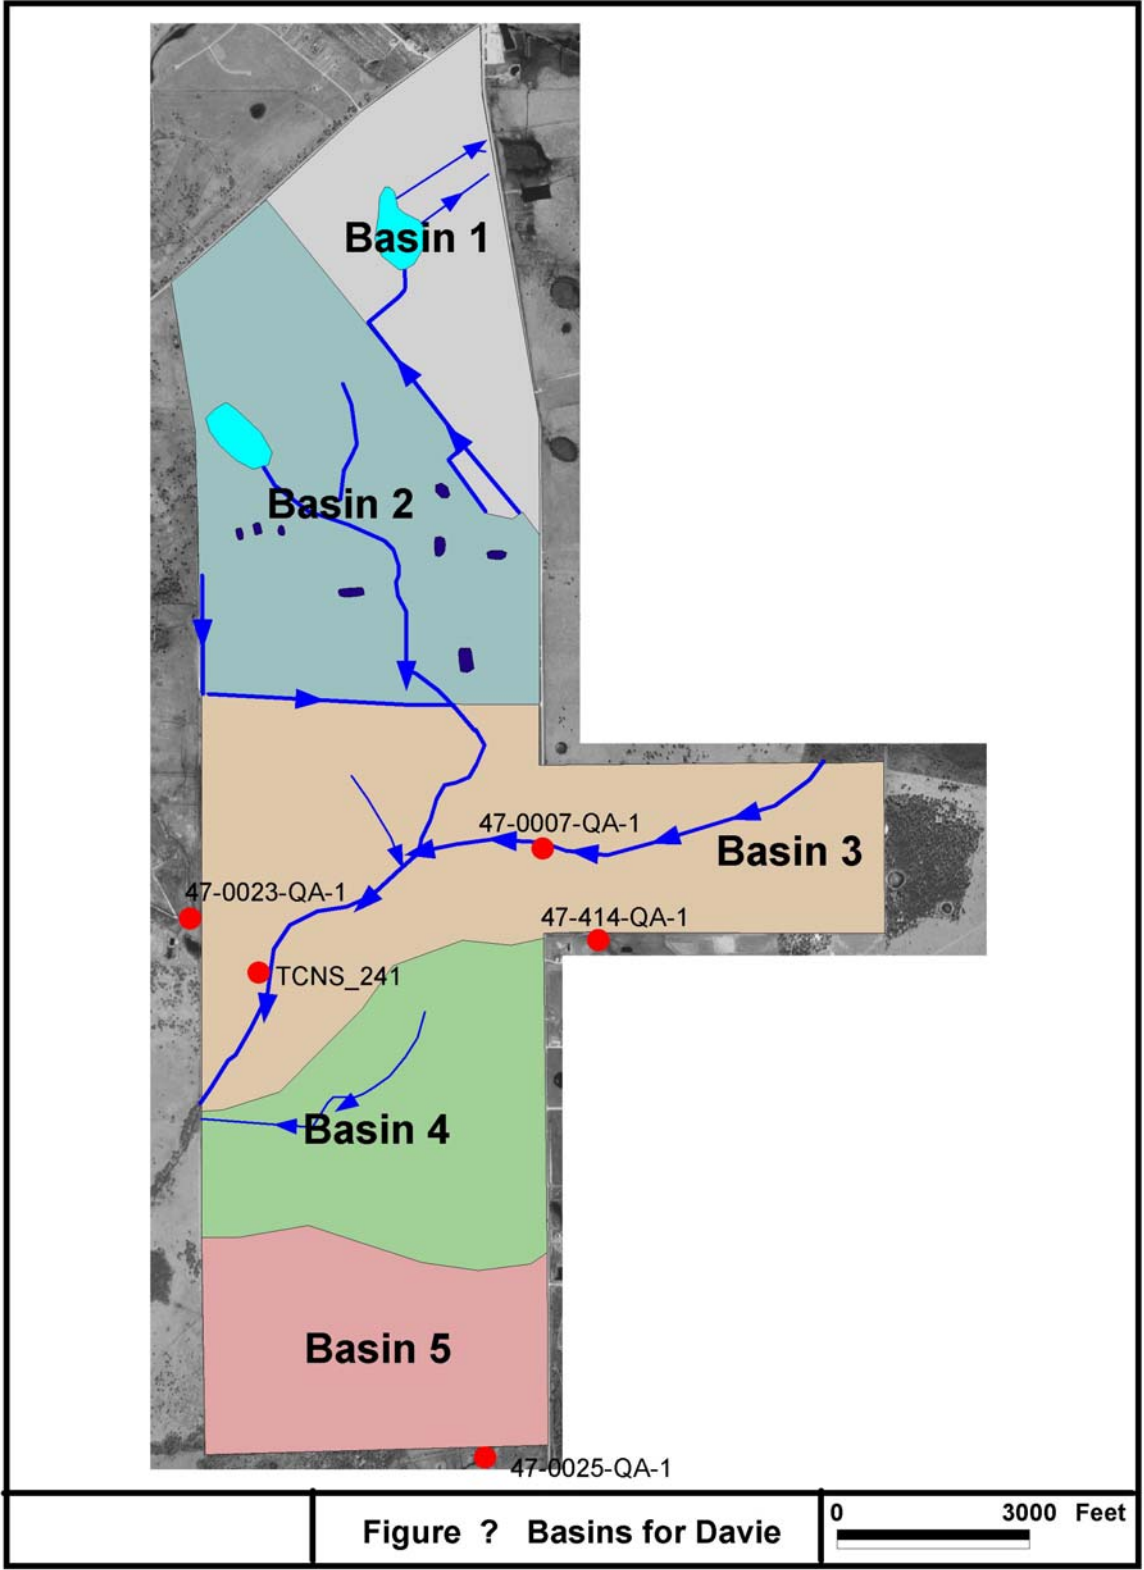 Basin 1
Basin 2
47-0007-QA-1
Basin 3
47-0023-QA-1
47-414-QA-1
TCNS_241
Basin 4
Basin 5
47-0025-QA-1
Figure ? Basins for Davie
0 3000 Feet